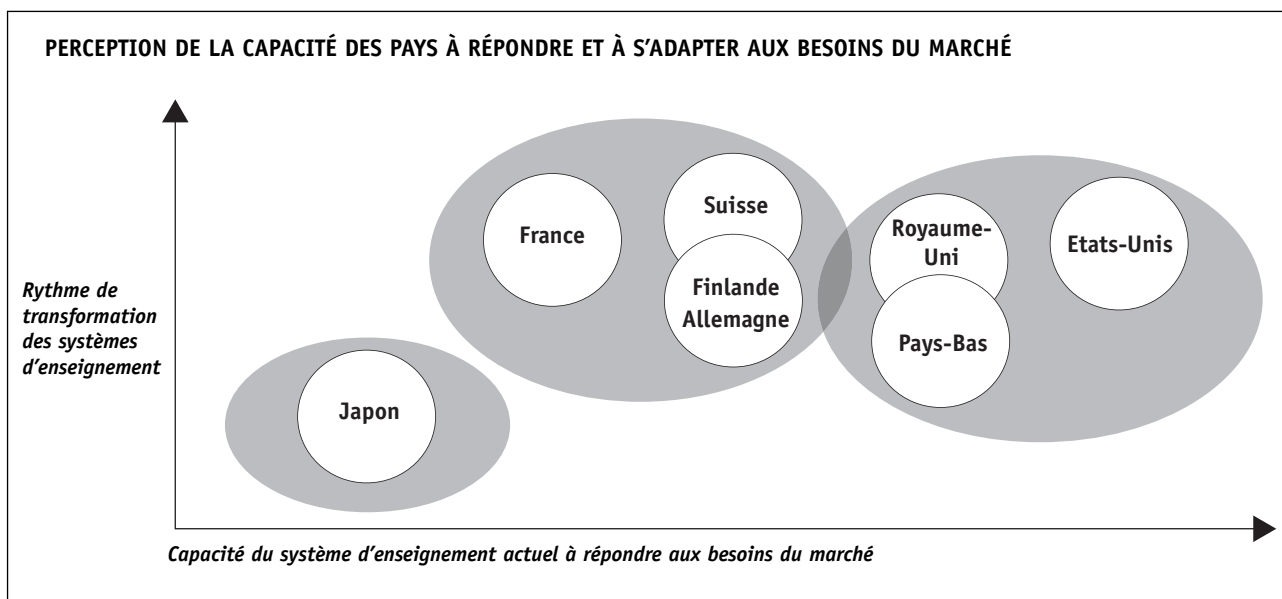 PERCEPTION DE LA CAPACITÉ DES PAYS À RÉPONDRE ET À S'ADAPTER AUX BESOINS DU MARCHÉ
Suisse
France
Royaume-
Uni
Etats-Unis
Finlande
Allemagne
Pays-Bas
Japon
Rythme de
transformation
des systèmes
d'enseignement
Capacité du système d'enseignement actuel à répondre aux besoins du marché